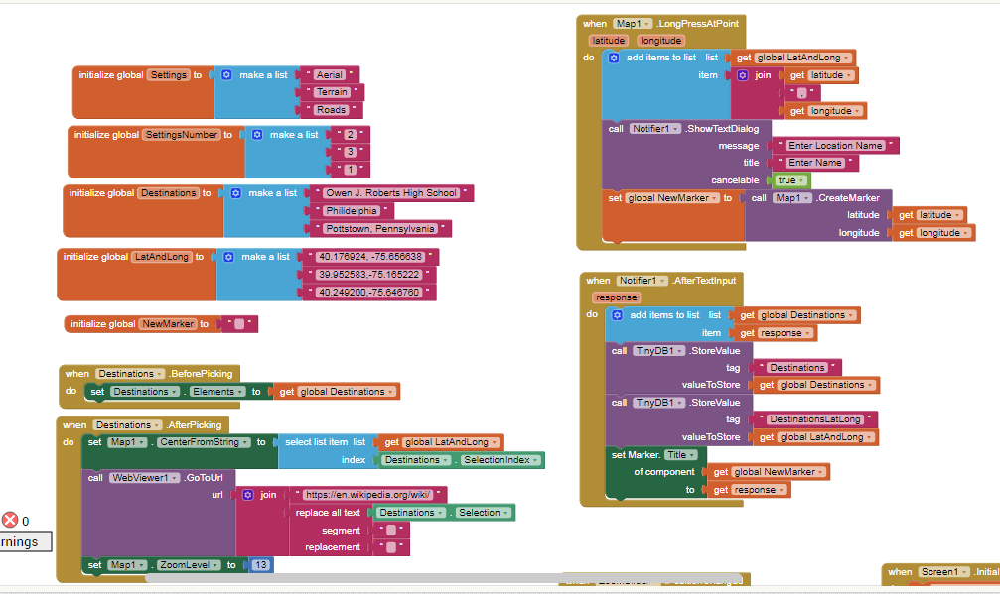 initialize global Settings to make a list " Aerial "
" Terrain "
" Roads "
initialize global SettingsNumber to make a list " 2 "
" 3 "
" 1 "
initialize global Destinations to make a list " Owen J. Roberts High School "
" Philidelphia "
" Pottstown, Pennsylvania "
initialize global LatAndLong to make a list " 40.176924, -75.656638 "
" 39.952583,-75.165222 "
" 40.249200,-75.646760 "
initialize global NewMarker to " "
when Destinations .BeforePicking
do set Destinations . Elements to get global Destinations
when Destinations .AfterPicking
do set Map1 . CenterFromString to select list item list get global LatAndLong
index Destinations . SelectionIndex
call WebViewer1 .GoToUrl
url join " https://en.wikipedia.org/wiki/ "
replace all text Destinations . Selection
segment " "
replacement " "
set Map1 . ZoomLevel to 13
0
rnings
when Map1 .LongPressAtPoint
latitude longitude
do add items to list list get global LatAndLong
item join get latitude
" , "
get longitude
call Notifier1 .ShowTextDialog
message " Enter Location Name "
title " Enter Name "
cancelable true
set global NewMarker to call Map1 .CreateMarker
latitude get latitude
longitude get longitude
when Notifier1 .AfterTextInput
response
do add items to list list get global Destinations
item get response
call TinyDB1 .StoreValue
tag " Destinations "
valueToStore get global Destinations
call TinyDB1 .StoreValue
tag " DestinationsLatLong "
valueToStore get global LatAndLong
set Marker. Title
of component get global NewMarker
to get response
when Screen1 .Initial